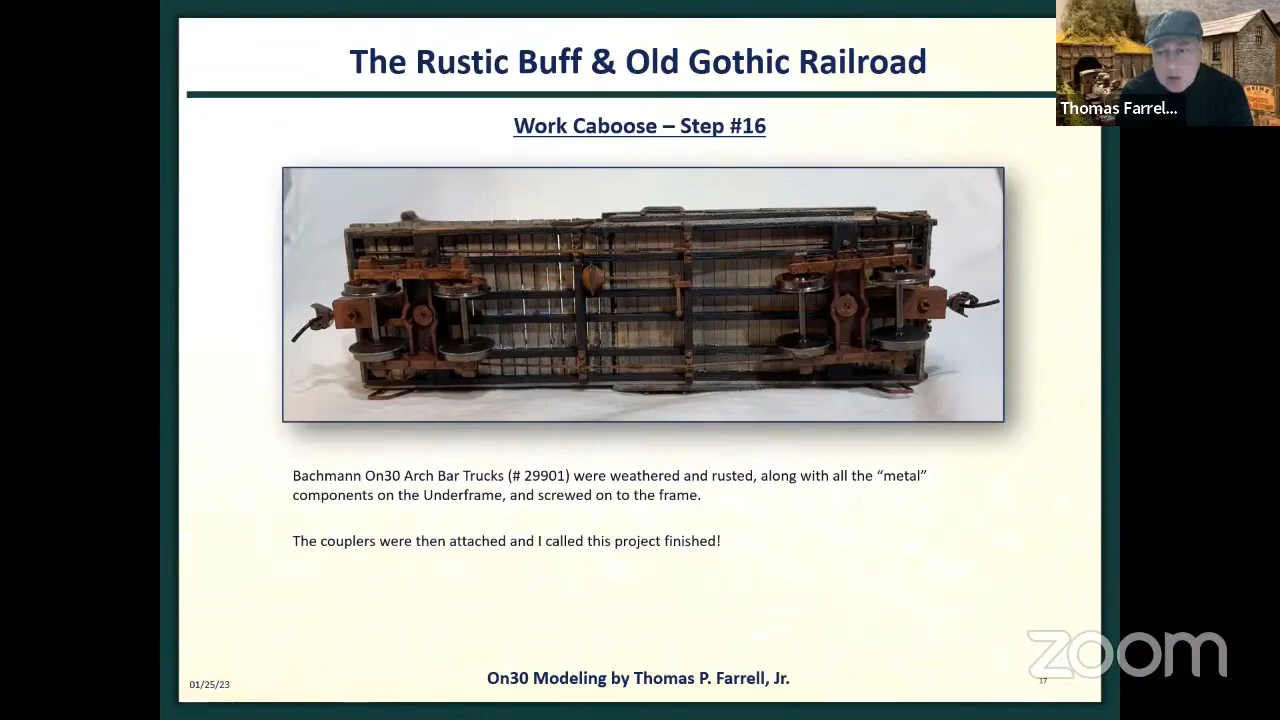 The Rustic Buff & Old Gothic Railroad
Thomas Farrel...
Work Caboose – Step #16
Bachmann On30 Arch Bar Trucks (# 29901) were weathered and rusted, along with all the “metal”
components on the Underframe, and screwed on to the frame.
The couplers were then attached and I called this project finished!
zoom
01/25/23
On30 Modeling by Thomas P. Farrell, Jr.
17